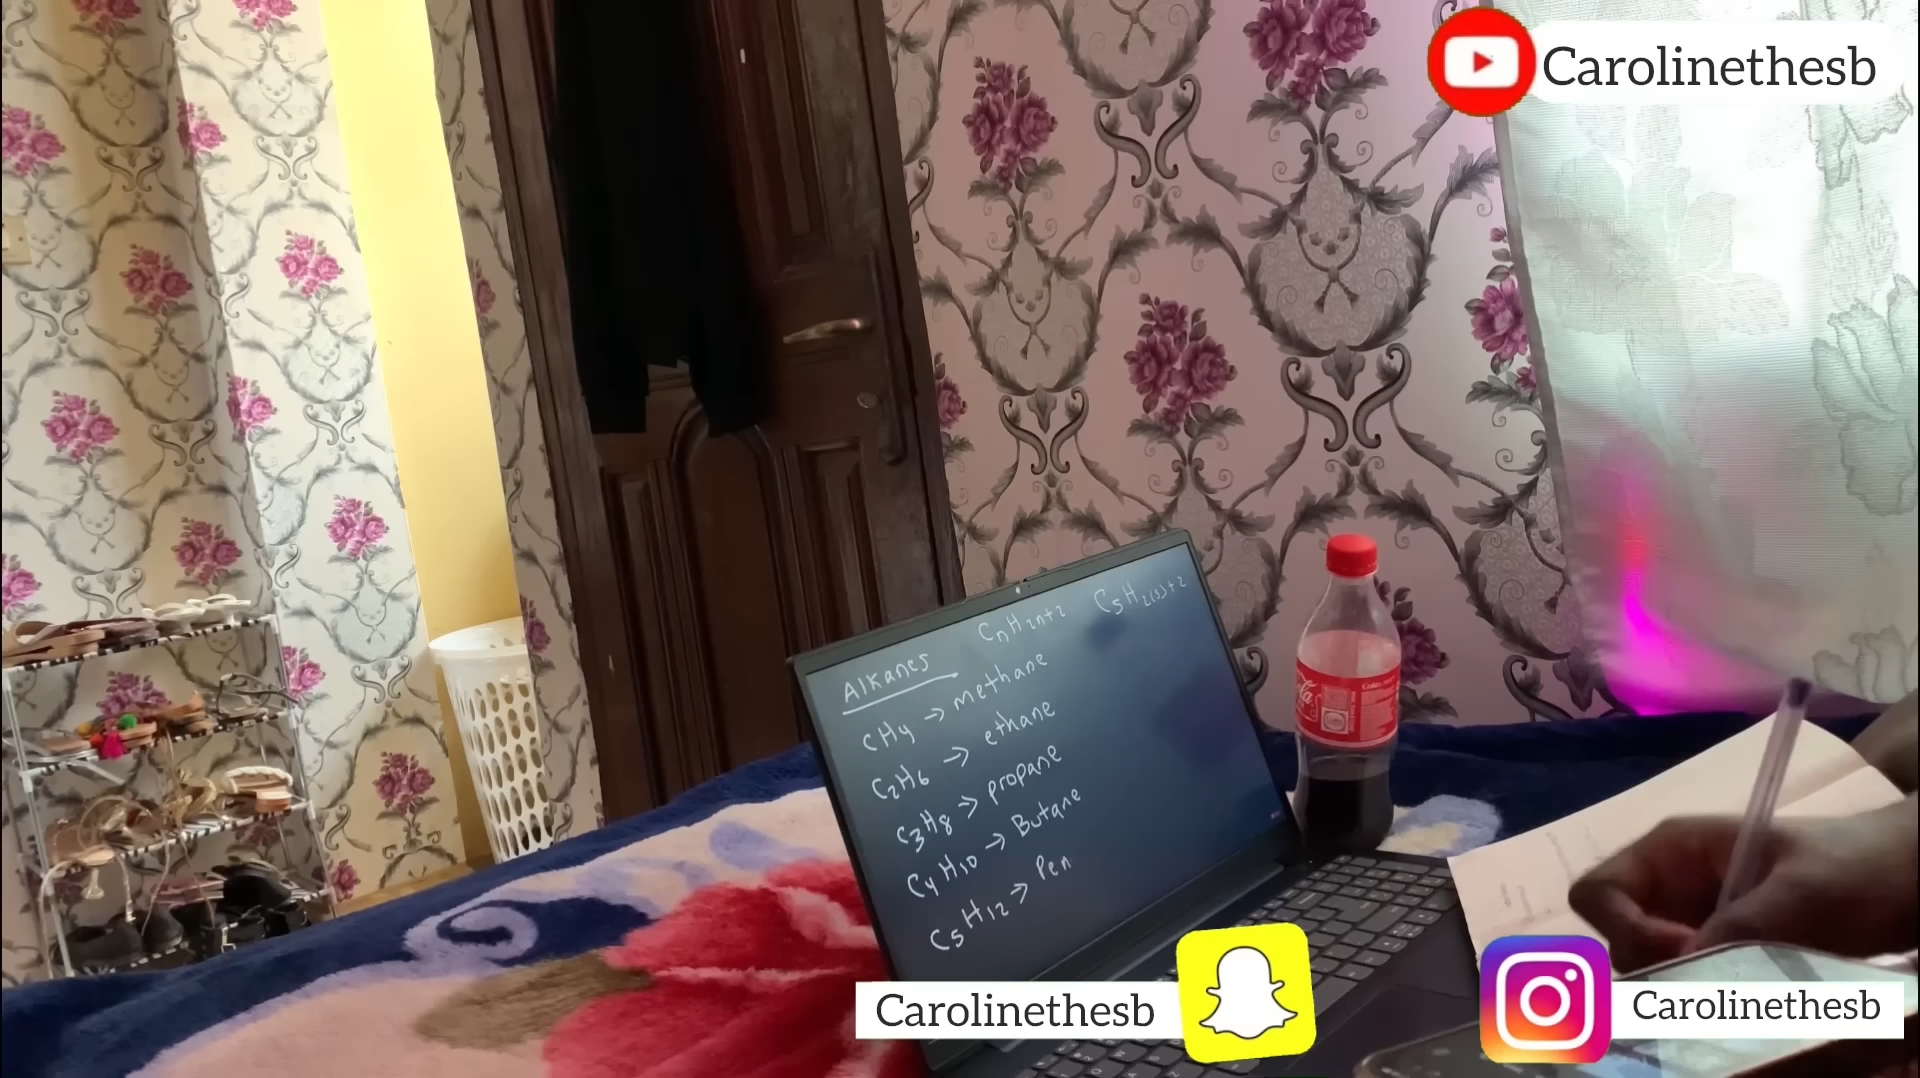 Carolinethesb
CnH2n+2 C5H2(5)+2
Alkanes
CH4 → methane
C2H6 → ethane
C3H8 → propane
C4H10 → Butane
C5H12 → Pen
Carolinethesb
Carolinethesb